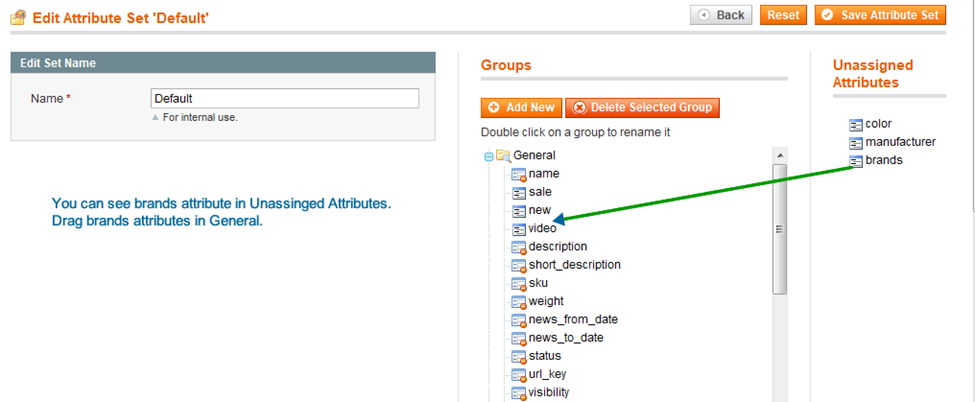 Edit Attribute Set 'Default'
Back
Reset
Save Attribute Set
Edit Set Name
Name *
Default
For internal use.
You can see brands attribute in Unassinged Attributes.
Drag brands attributes in General.
Groups
Add New
Delete Selected Group
Double click on a group to rename it
General
name
sale
new
video
description
short_description
sku
weight
news_from_date
news_to_date
status
url_key
visibility
Unassigned
Attributes
color
manufacturer
brands